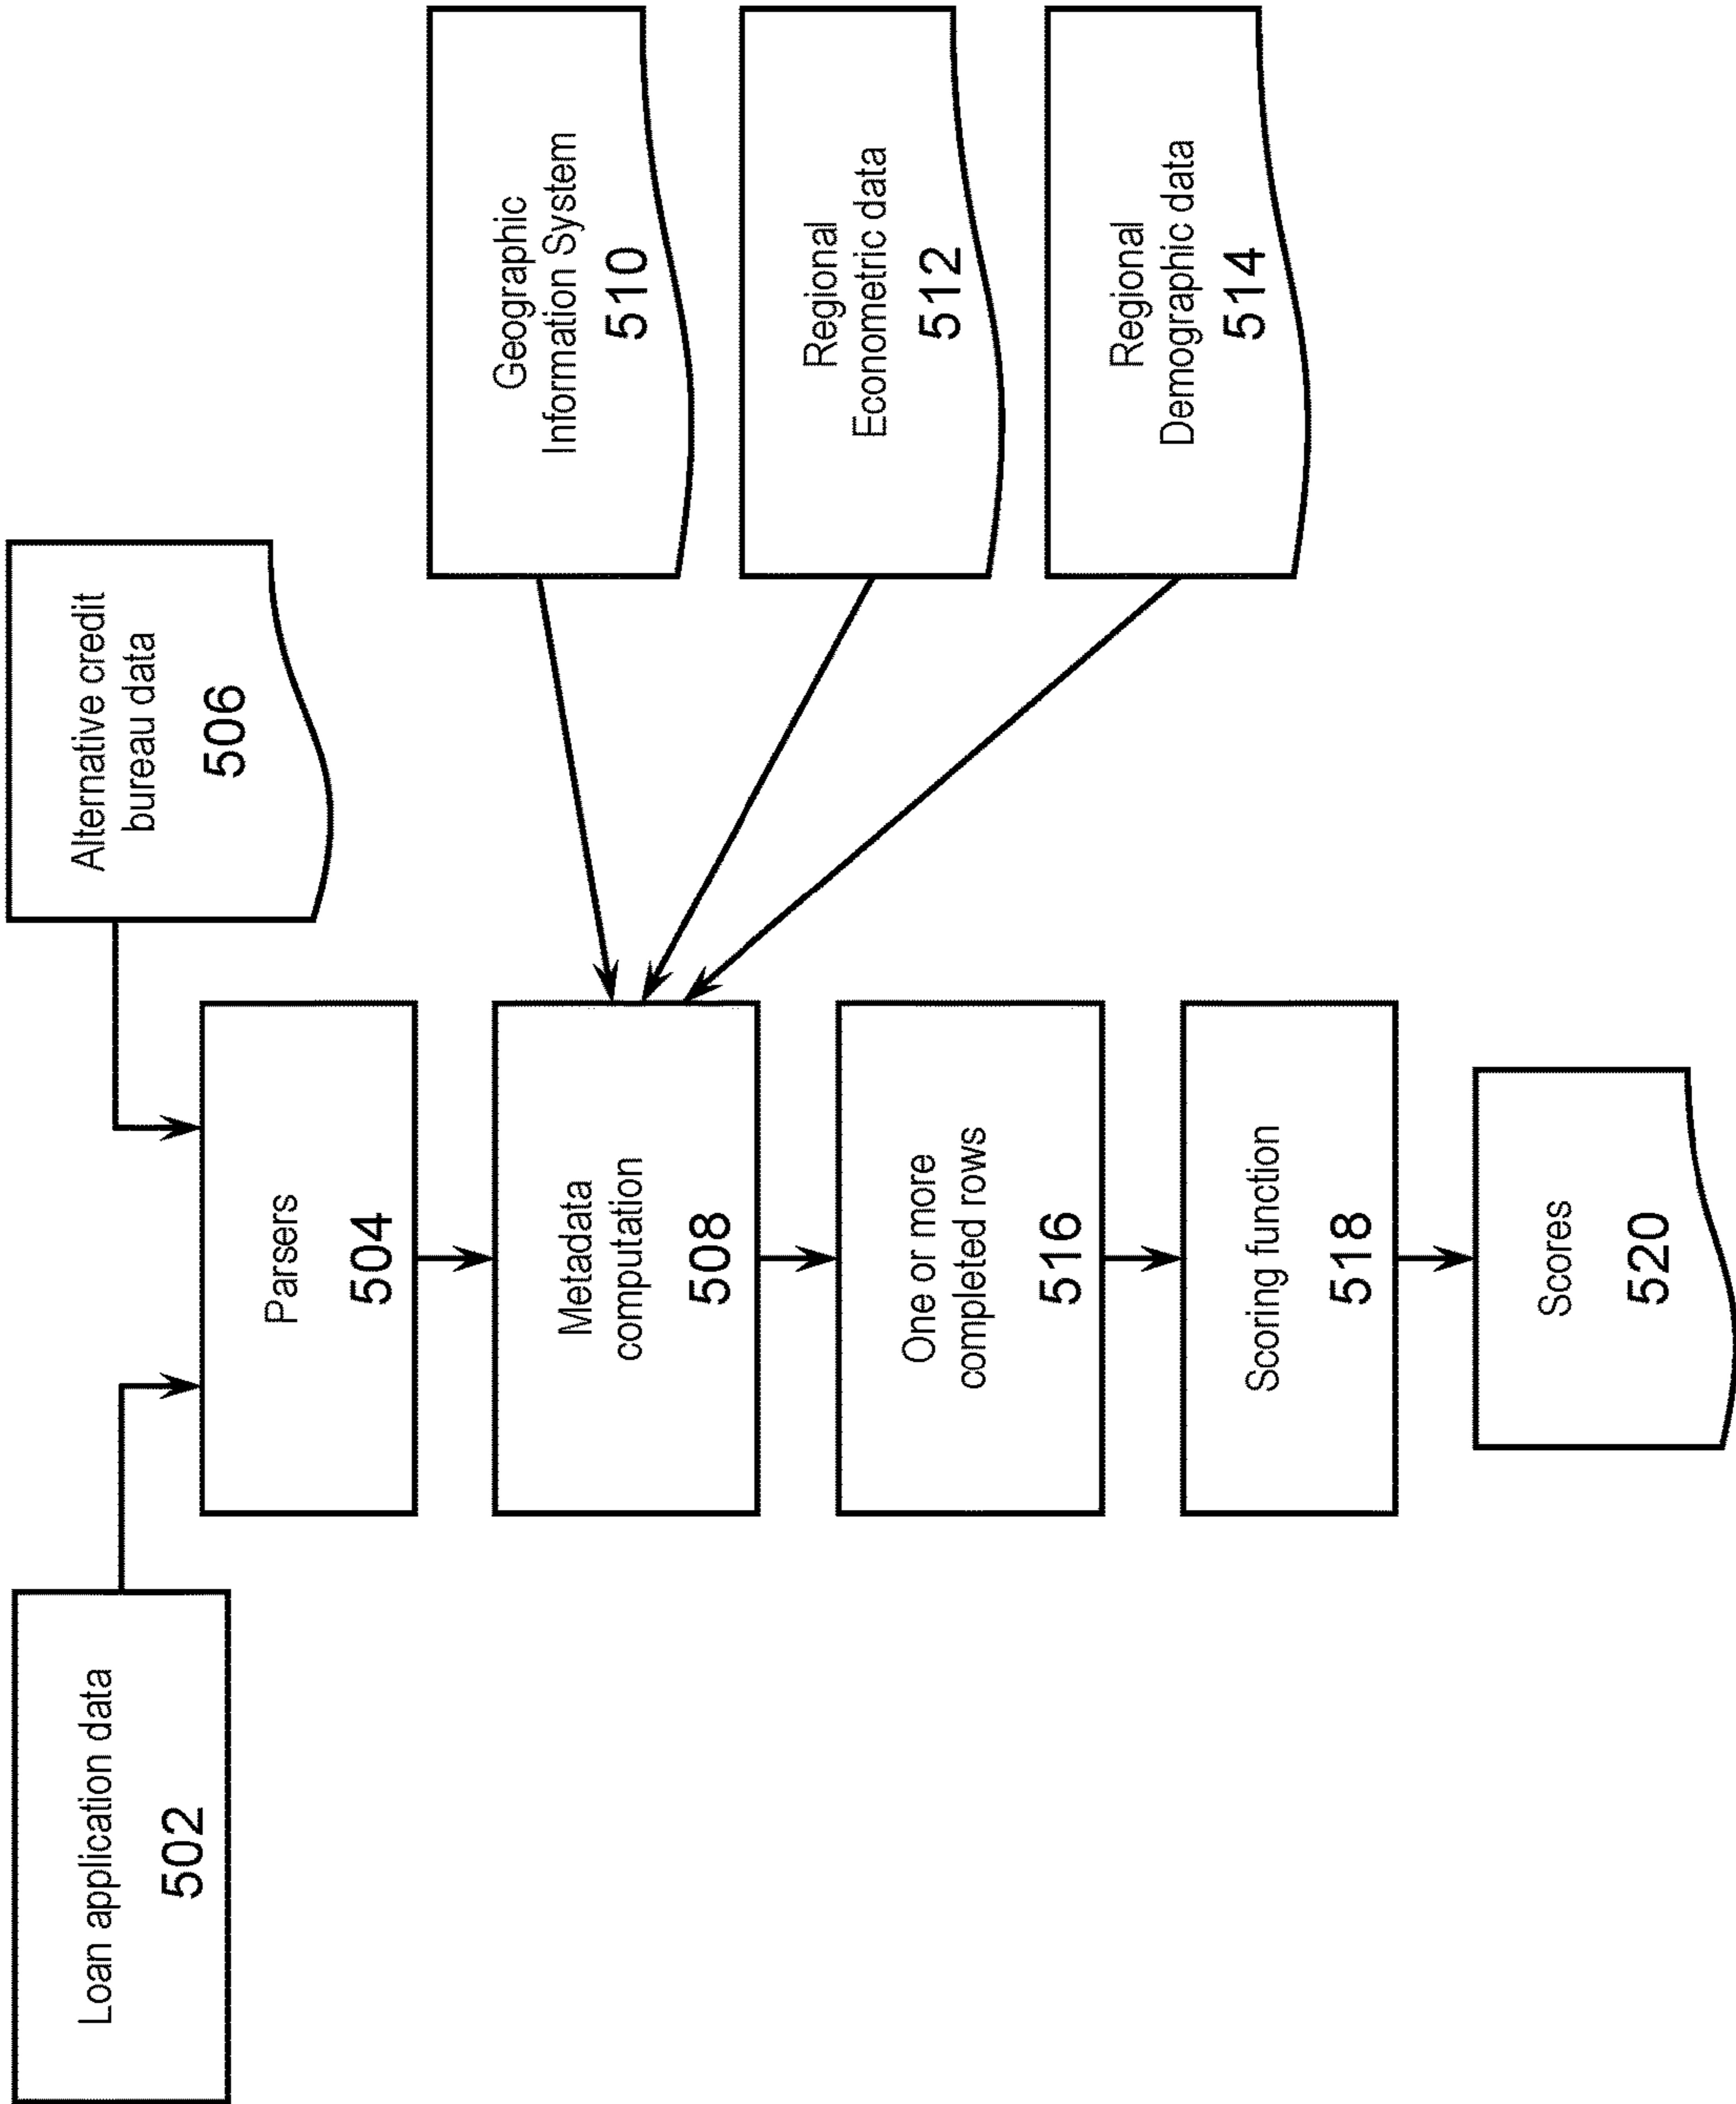 Loan application data
502
Alternative credit
bureau data
506
Parsers
504
Metadata
computation
508
Geographic
Information System
510
Regional
Econometric data
512
Regional
Demographic data
514
One or more
completed rows
516
Scoring function
518
Scores
520